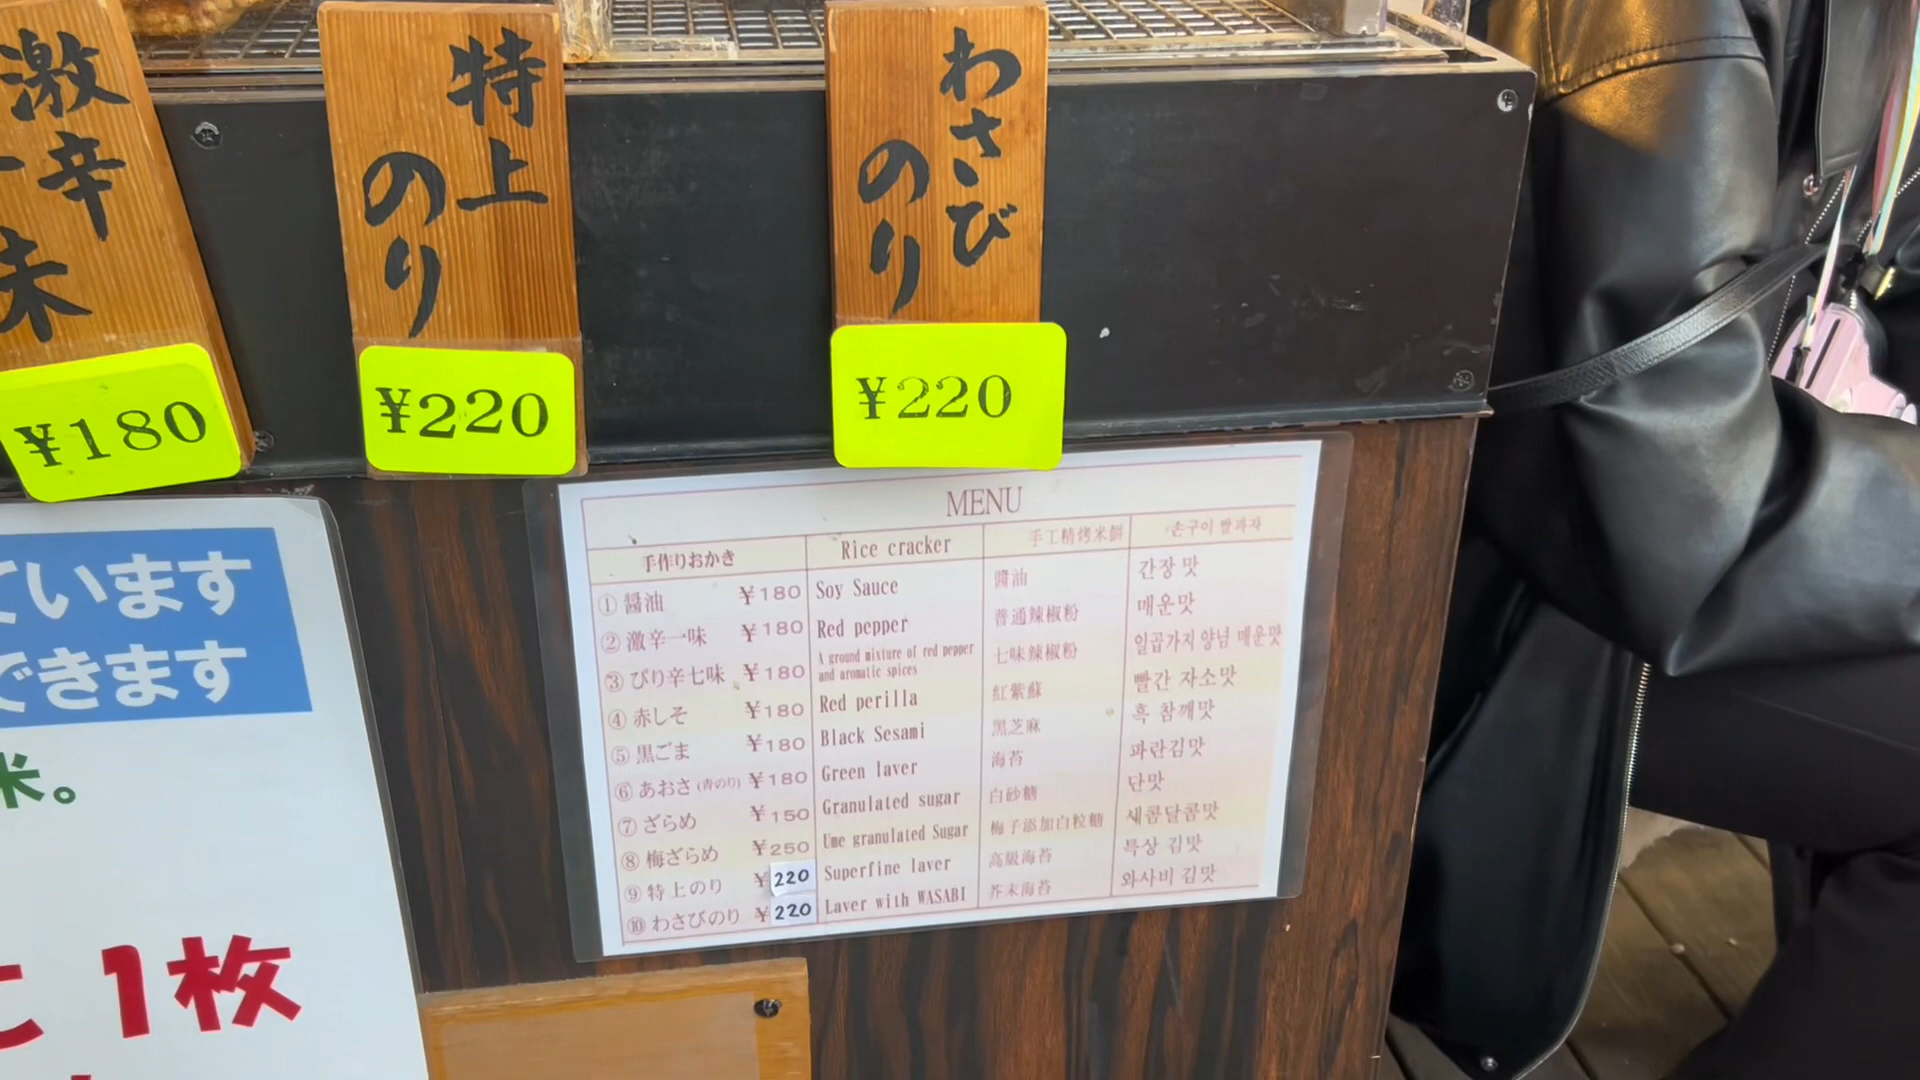 激辛
一味
¥180
特上
のり
¥220
わさび
のり
¥220
ています
できます
米。
に1枚
MENU
手作りおかき Rice cracker 手工精烤米餅 손구이 쌀과자
① 醤油 ¥180 Soy Sauce 醬油 간장 맛
② 激辛一味 ¥180 Red pepper 普通辣椒粉 매운맛
③ ぴり辛七味 ¥180 A ground mixture of red pepper and aromatic spices 七味辣椒粉 일곱가지 양념 매운맛
④ 赤しそ ¥180 Red perilla 紅紫蘇 빨간 자소맛
⑤ 黒ごま ¥180 Black Sesami 黑芝麻 흑 참깨맛
⑥ あおさ (青のり) ¥180 Green laver 海苔 파란김맛
⑦ ざらめ ¥150 Granulated sugar 白砂糖 단맛
⑧ 梅ざらめ ¥250 Ume granulated Sugar 梅子添加白粒糖 새콤달콤맛
⑨ 特上のり ¥220 Superfine laver 高級海苔 특상 김맛
⑩ わさびのり ¥220 Laver with WASABI 芥末海苔 와사비 김맛